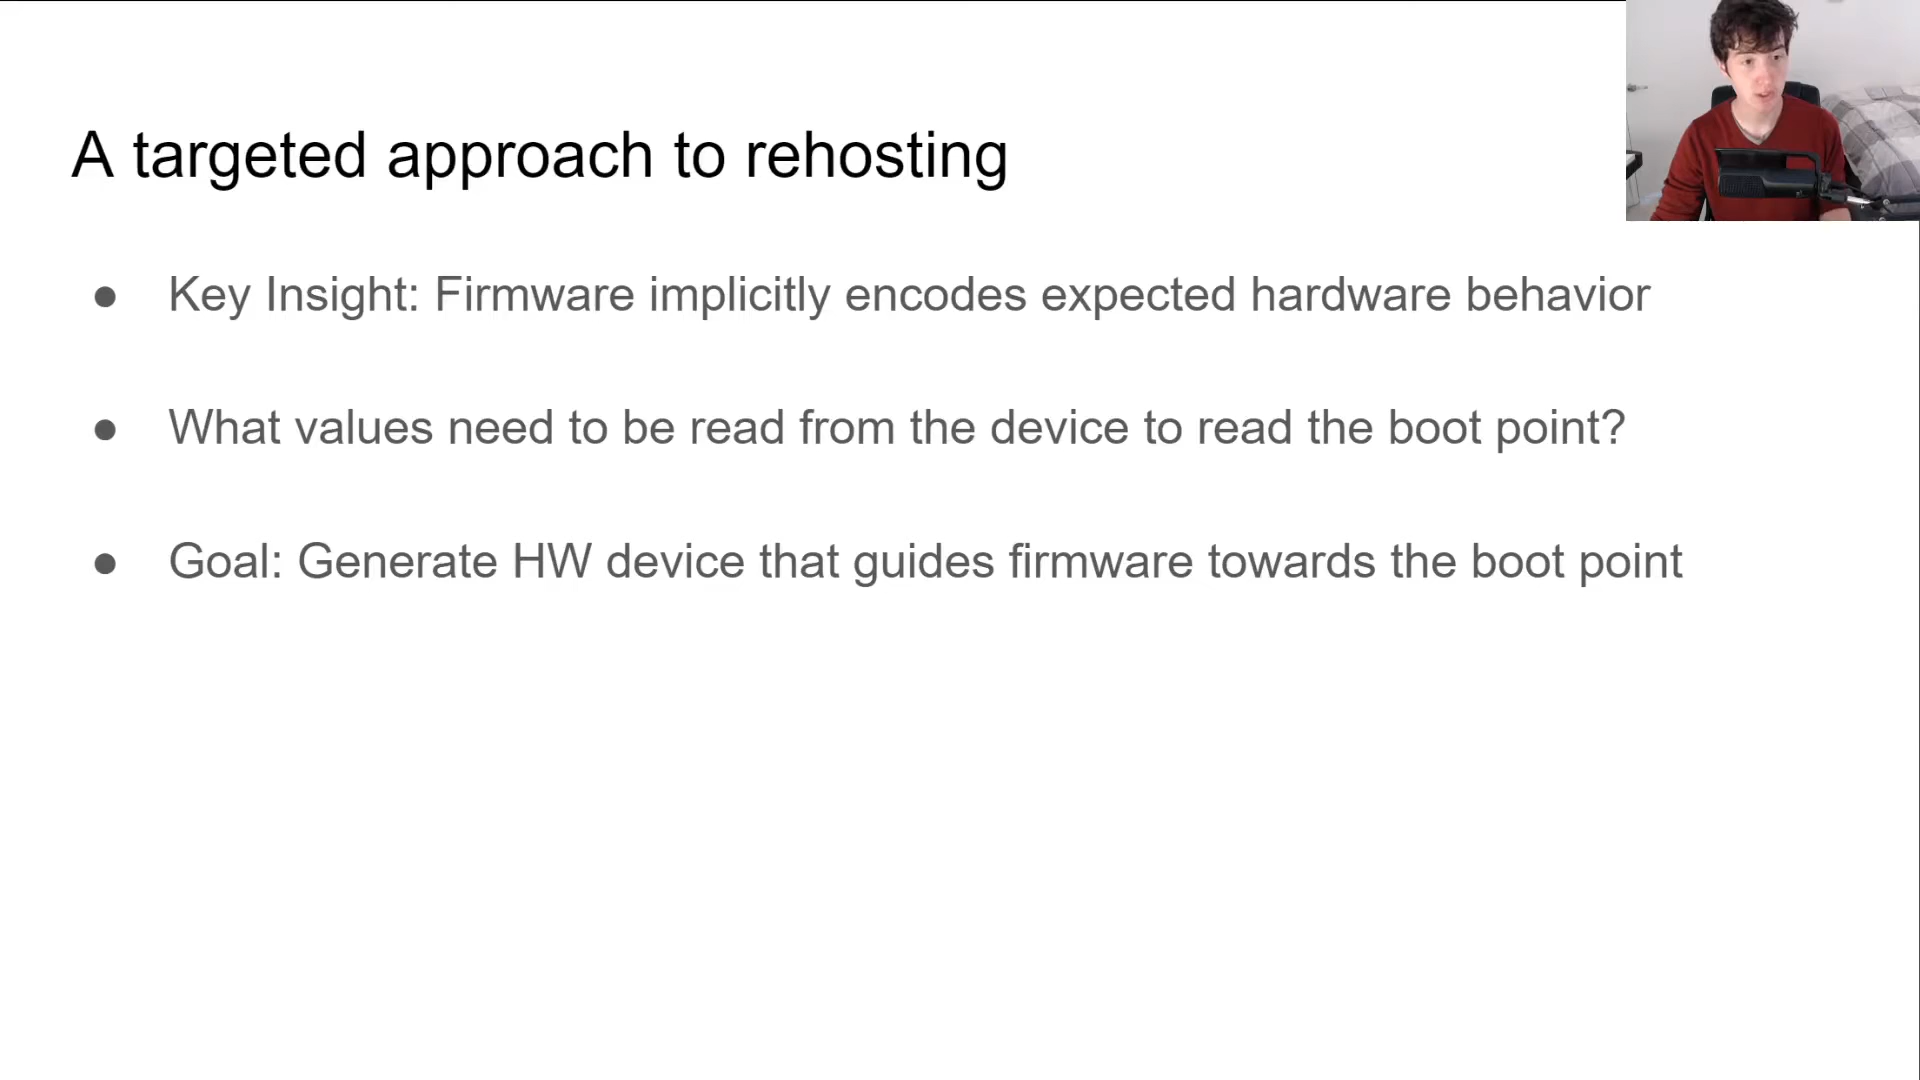 A targeted approach to rehosting
● Key Insight: Firmware implicitly encodes expected hardware behavior
● What values need to be read from the device to read the boot point?
● Goal: Generate HW device that guides firmware towards the boot point